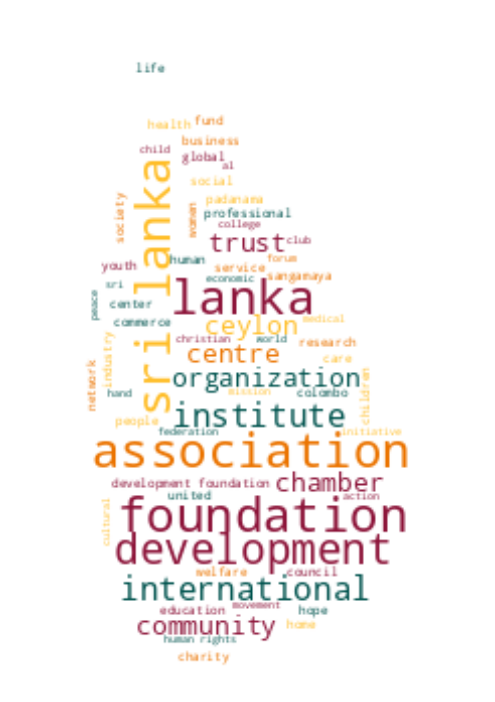 life
health
fund
business
child
global
al
social
society
sri lanka
padanama
women
professional
college
trust
club
human
forum
youth
service
economic
sangamaya
sri
lanka
peace
center
commerce
ceylon
medical
christian
world
research
industry
centre
care
network
organization
children
hand
mission
colombo
institute
people
federation
initiative
association
development foundation
chamber
united
action
cultural
foundation
development
welfare
council
international
education
movement
hope
community
home
human rights
charity